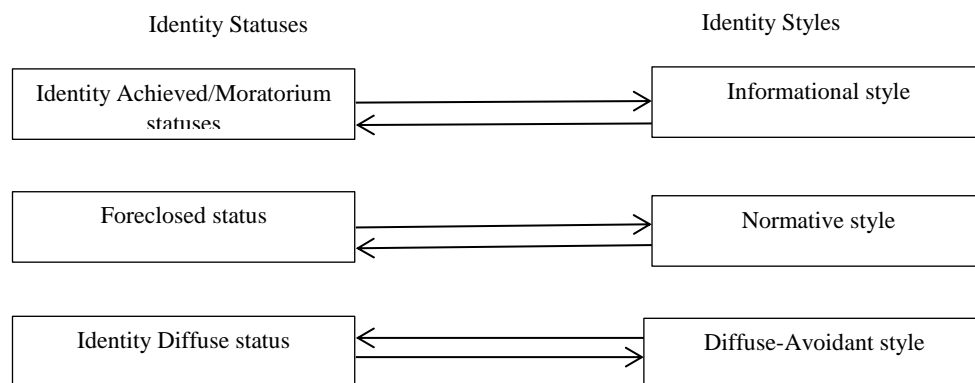 Identity Statuses
Identity Styles
Identity Achieved/Moratorium
statuses
Informational style
Foreclosed status
Normative style
Identity Diffuse status
Diffuse-Avoidant style